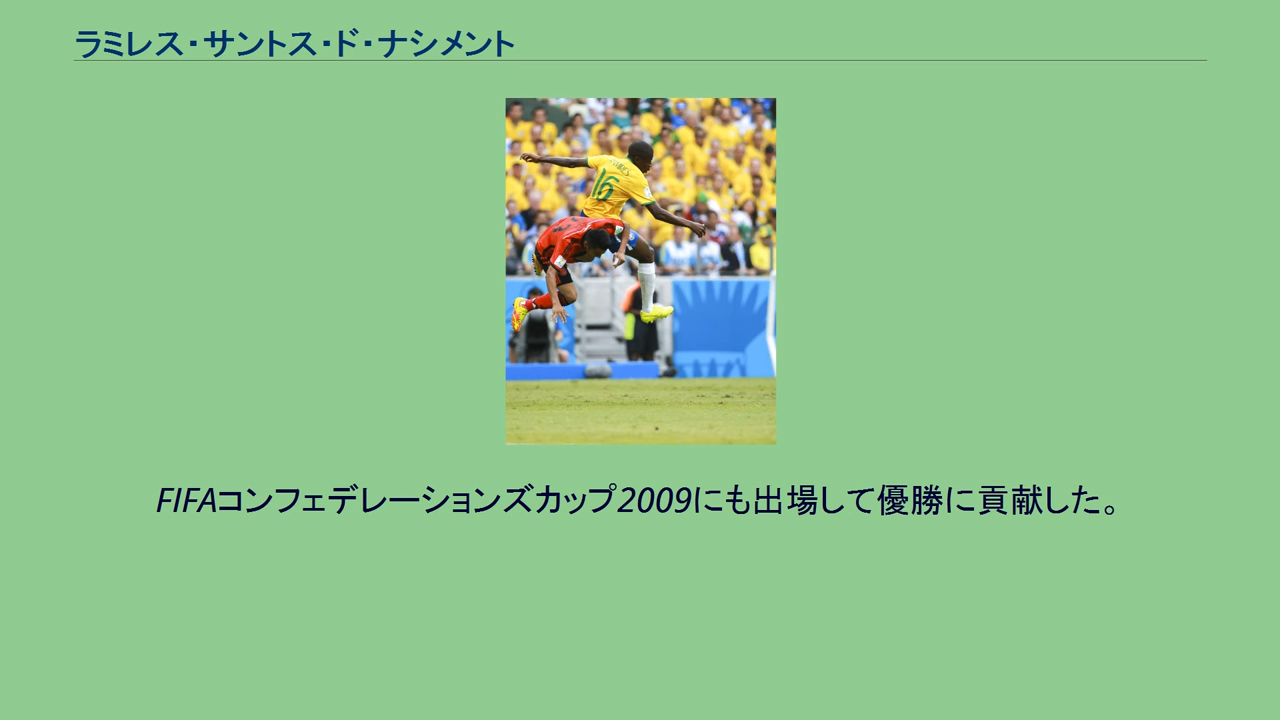 ラミレス・サントス・ド・ナシメント
16
FIFAコンフェデレーションズカップ2009にも出場して優勝に貢献した。